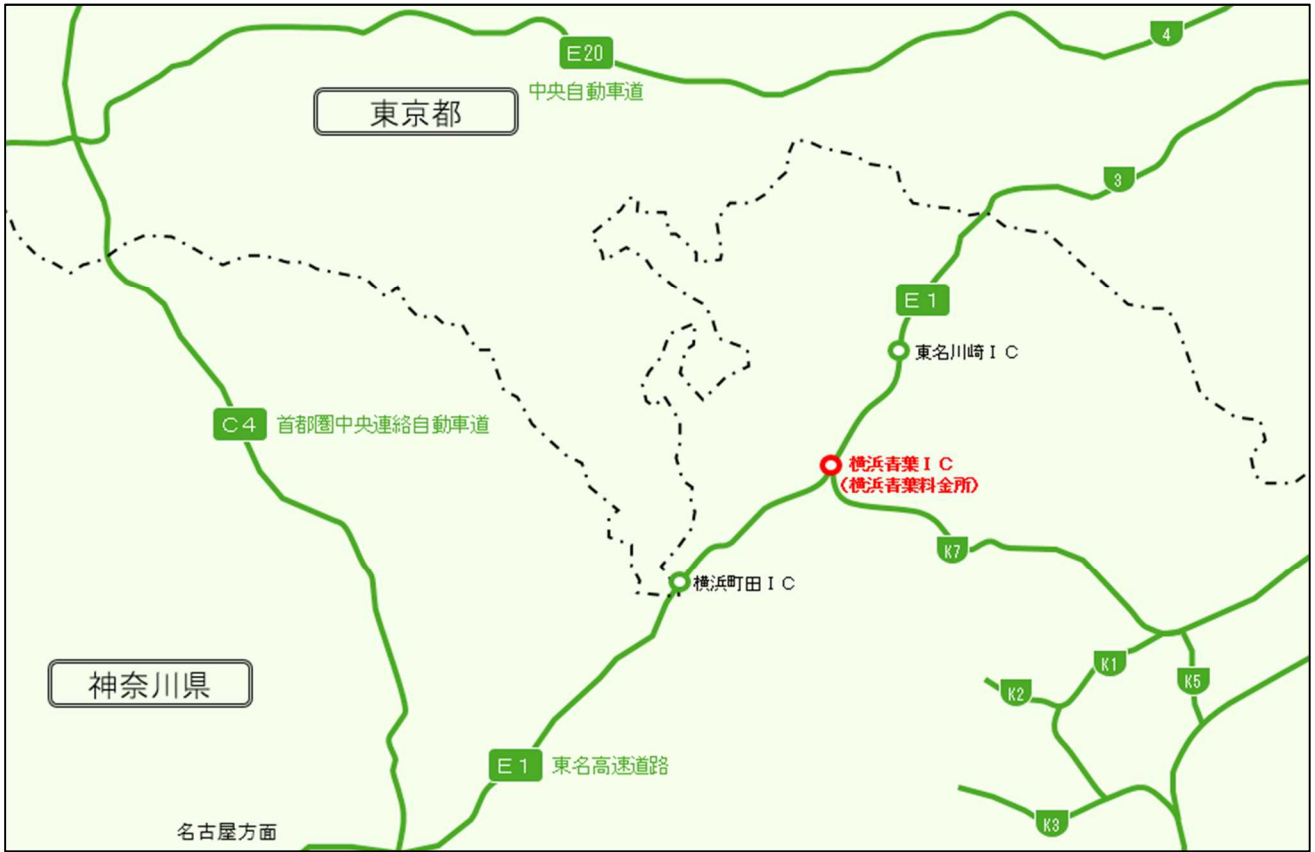 4
E20
中央自動車道
東京都
3
E1
東名川崎IC
C4
首都圏中央連絡自動車道
横浜青葉IC
(横浜青葉料金所)
K7
横浜町田IC
K1
K5
K2
神奈川県
E1
東名高速道路
K3
名古屋方面